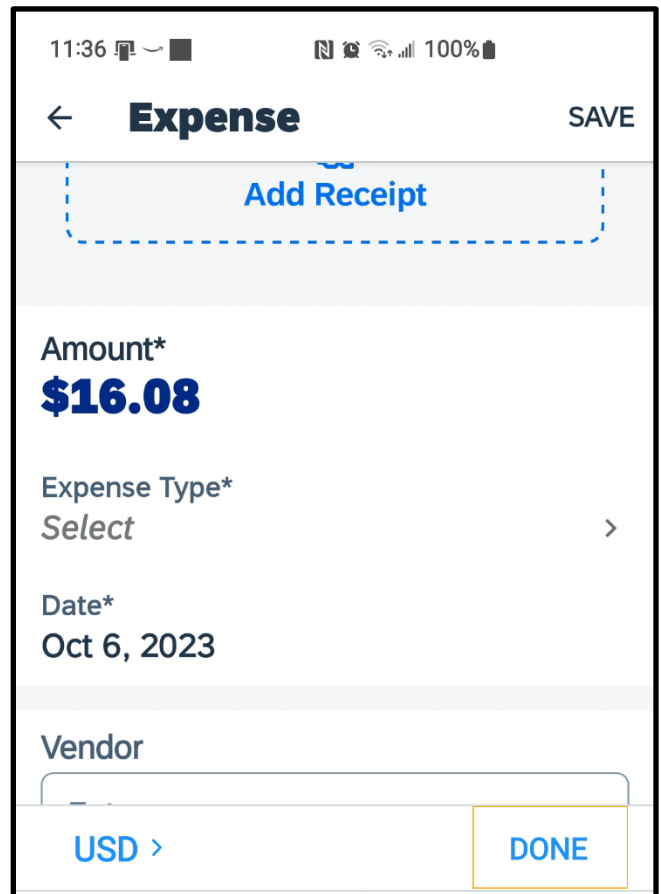 11:36 100%
Expense SAVE
Add Receipt
Amount*
$16.08
Expense Type*
Select
Date*
Oct 6, 2023
Vendor
USD DONE